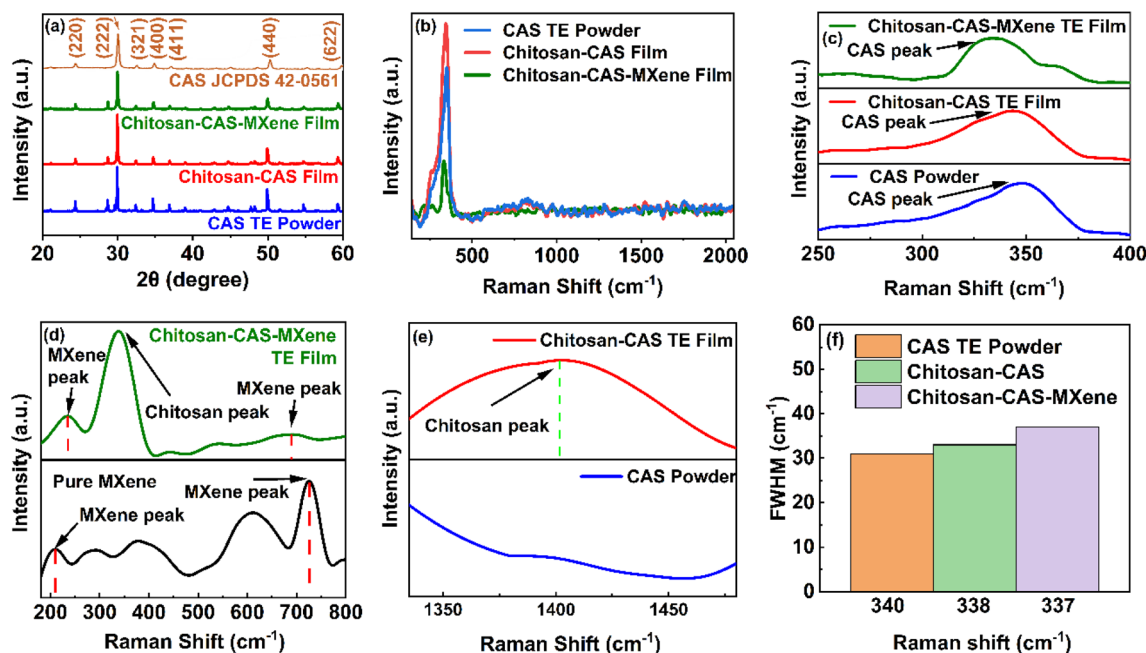 (a)
(220)
(222)
(321)
(400)
(411)
(440)
(622)
CAS JCPDS 42-0561
Chitosan-CAS-MXene Film
Chitosan-CAS Film
CAS TE Powder
Intensity (a.u.)
20 30 40 50 60
2θ (degree)
(b)
CAS TE Powder
Chitosan-CAS Film
Chitosan-CAS-MXene Film
Intensity (a.u.)
500 1000 1500 2000
Raman Shift (cm⁻¹)
(c)
Chitosan-CAS-MXene TE Film
CAS peak
Chitosan-CAS TE Film
CAS peak
CAS Powder
CAS peak
Intensity (a.u.)
250 300 350 400
Raman Shift (cm⁻¹)
(d)
Chitosan-CAS-MXene
TE Film
MXene
peak
MXene
peak
Chitosan peak
Pure MXene
MXene peak
MXene peak
Intensity (a.u.)
200 300 400 500 600 700 800
Raman Shift (cm⁻¹)
(e)
Chitosan-CAS TE Film
Chitosan peak
CAS Powder
Intensity (a.u.)
1350 1400 1450
Raman Shift (cm⁻¹)
(f)
CAS TE Powder
Chitosan-CAS
Chitosan-CAS-MXene
FWHM (cm⁻¹)
60
50
40
30
20
10
0
340 338 337
Raman shift (cm⁻¹)